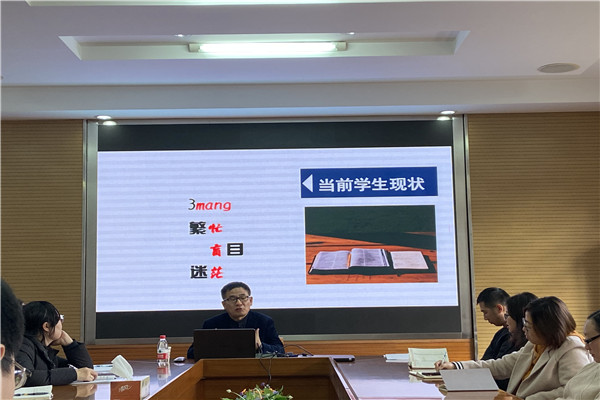 当前学生现状
3mang
繁忙
盲目
迷茫